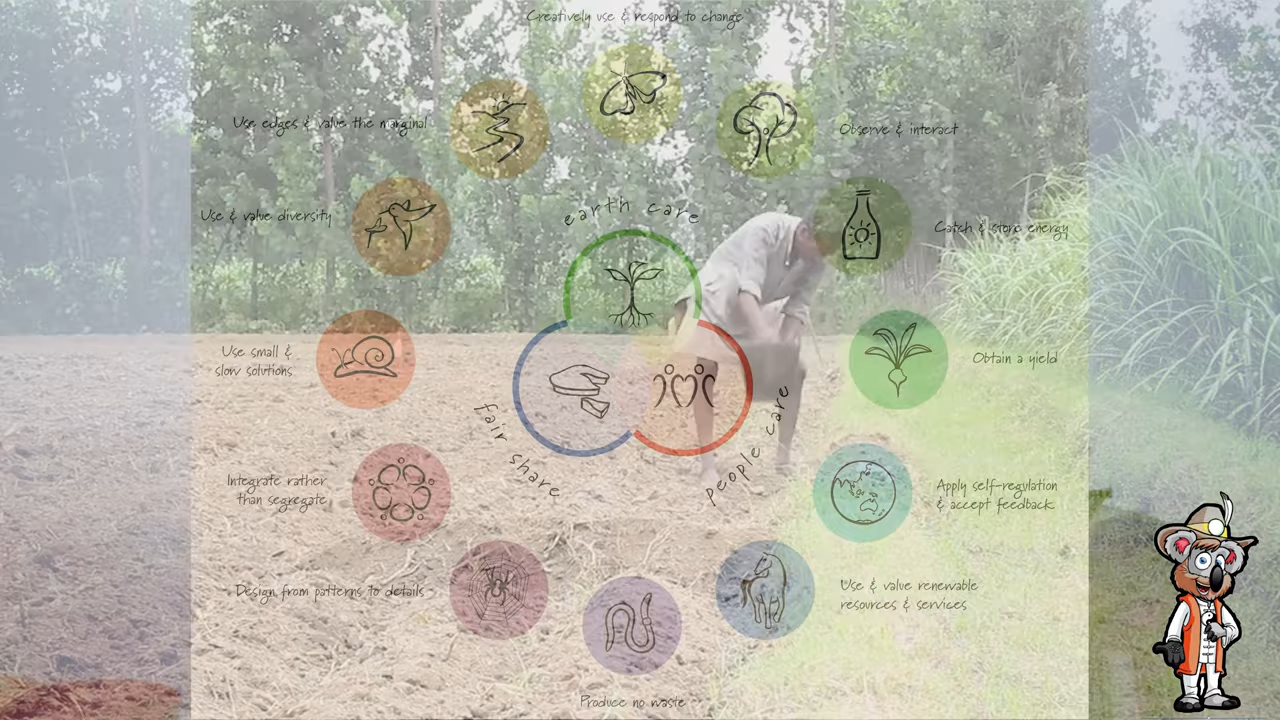 Creatively use & respond to change
Use edges & value the marginal
Observe & interact
Use & value diversity
earth care
Catch & store energy
Use small &
slow solutions
Obtain a yield
fair share
people care
Integrate rather
than segregate
Apply self-regulation
& accept feedback
Design from patterns to details
Use & value renewable
resources & services
Produce no waste